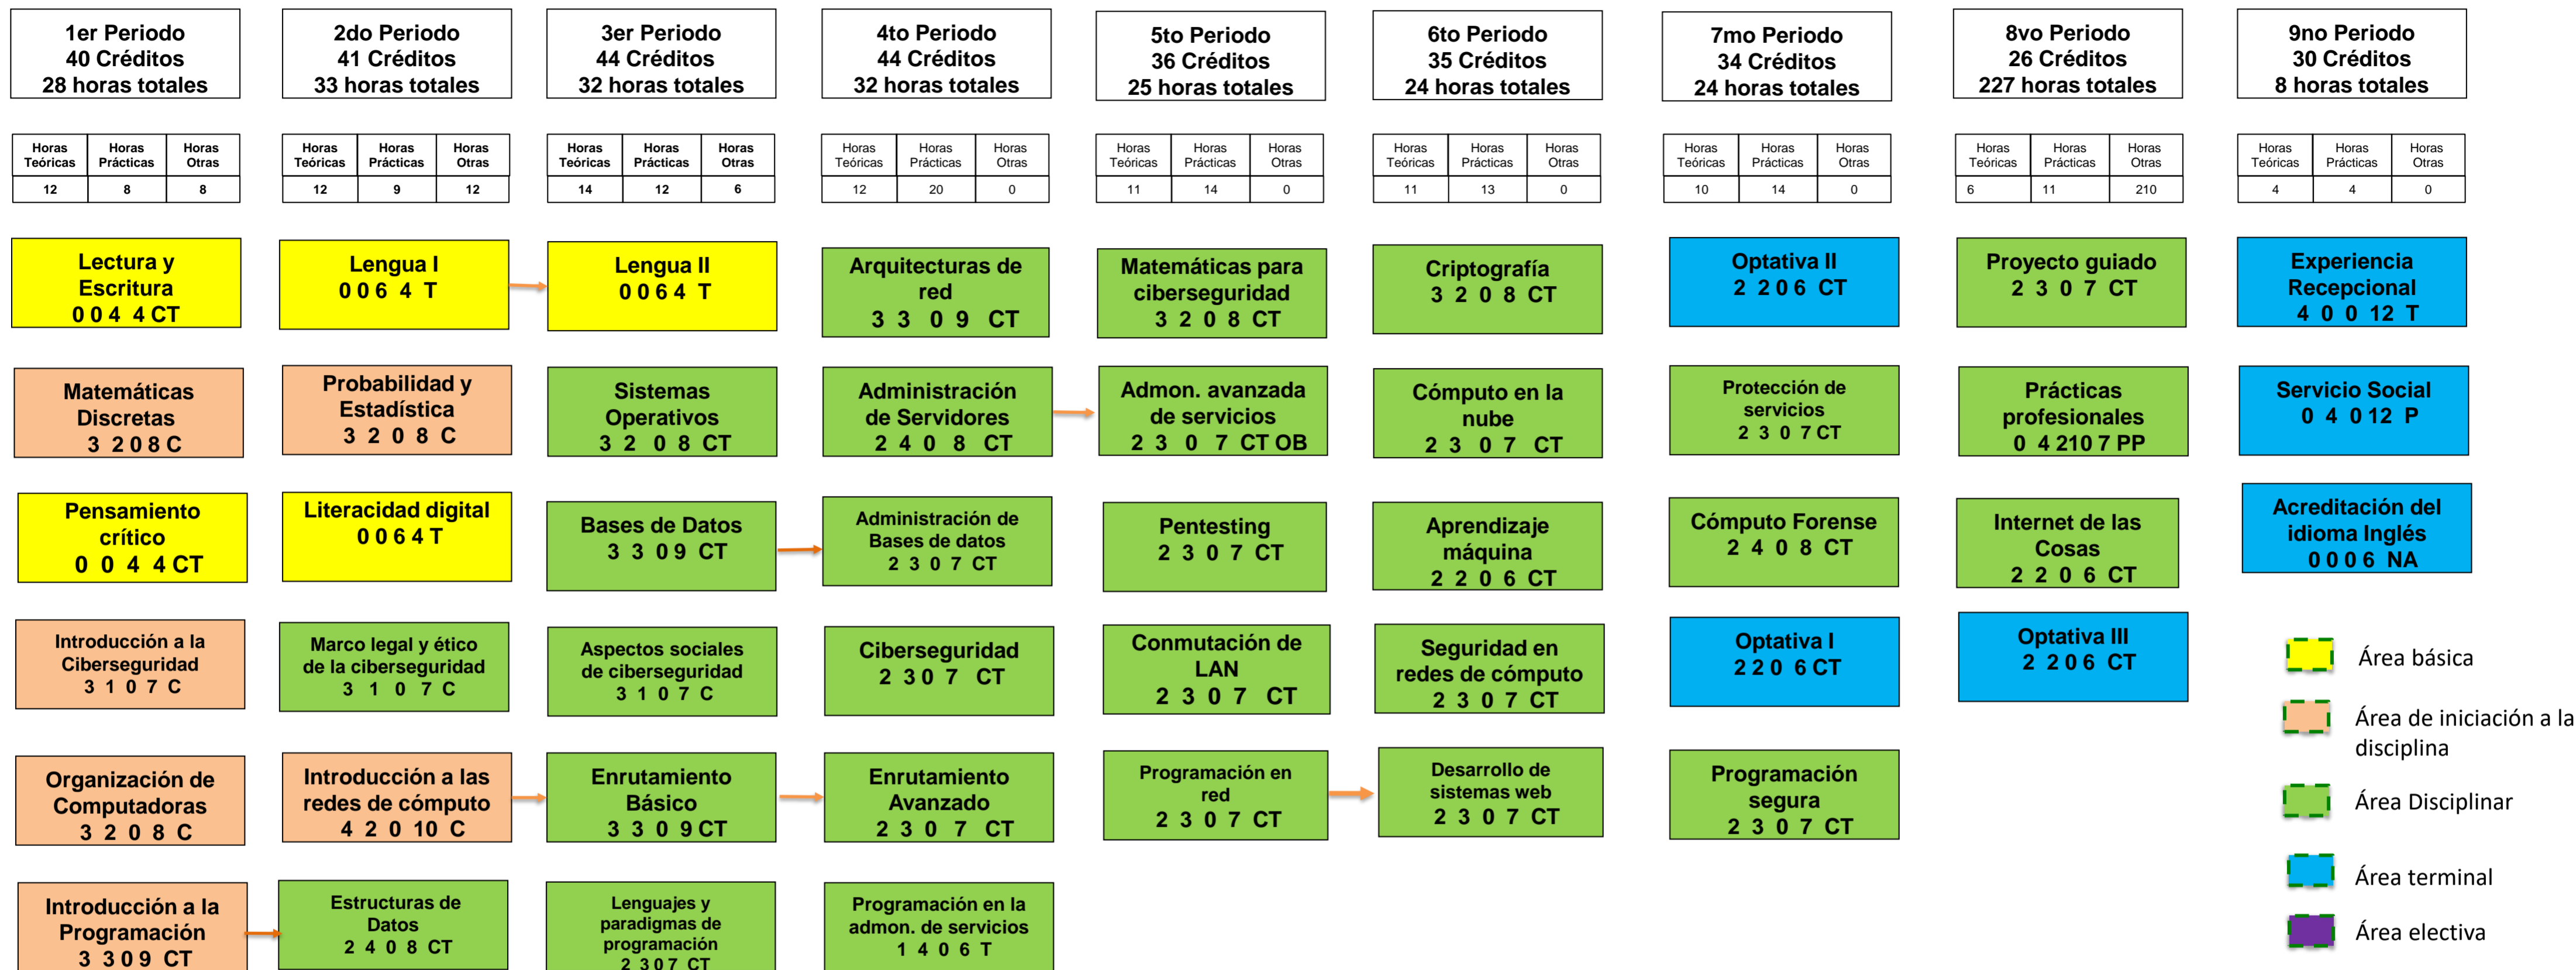 1er Periodo
40 Créditos
28 horas totales
2do Periodo
41 Créditos
33 horas totales
3er Periodo
44 Créditos
32 horas totales
4to Periodo
44 Créditos
32 horas totales
5to Periodo
36 Créditos
25 horas totales
6to Periodo
35 Créditos
24 horas totales
7mo Periodo
34 Créditos
24 horas totales
8vo Periodo
26 Créditos
227 horas totales
9no Periodo
30 Créditos
8 horas totales
Horas Teóricas Horas Prácticas Horas Otras
12 8 8
Horas Teóricas Horas Prácticas Horas Otras
12 9 12
Horas Teóricas Horas Prácticas Horas Otras
14 12 6
Horas Teóricas Horas Prácticas Horas Otras
12 20 0
Horas Teóricas Horas Prácticas Horas Otras
11 14 0
Horas Teóricas Horas Prácticas Horas Otras
11 13 0
Horas Teóricas Horas Prácticas Horas Otras
10 14 0
Horas Teóricas Horas Prácticas Horas Otras
6 11 210
Horas Teóricas Horas Prácticas Horas Otras
4 4 0
Lectura y
Escritura
0 0 4 4 CT
Lengua I
0 0 6 4 T
Lengua II
0 0 6 4 T
Arquitecturas de
red
3 3 0 9 CT
Matemáticas para
ciberseguridad
3 2 0 8 CT
Criptografía
3 2 0 8 CT
Optativa II
2 2 0 6 CT
Proyecto guiado
2 3 0 7 CT
Experiencia
Recepcional
4 0 0 12 T
Matemáticas
Discretas
3 2 0 8 C
Probabilidad y
Estadística
3 2 0 8 C
Sistemas
Operativos
3 2 0 8 CT
Administración
de Servidores
2 4 0 8 CT
Admon. avanzada
de servicios
2 3 0 7 CT OB
Cómputo en la
nube
2 3 0 7 CT
Protección de
servicios
2 3 0 7 CT
Prácticas
profesionales
0 4 210 7 PP
Servicio Social
0 4 0 12 P
Pensamiento
crítico
0 0 4 4 CT
Literacidad digital
0 0 6 4 T
Bases de Datos
3 3 0 9 CT
Administración de
Bases de datos
2 3 0 7 CT
Pentesting
2 3 0 7 CT
Aprendizaje
máquina
2 2 0 6 CT
Cómputo Forense
2 4 0 8 CT
Internet de las
Cosas
2 2 0 6 CT
Acreditación del
idioma Inglés
0 0 0 6 NA
Introducción a la
Ciberseguridad
3 1 0 7 C
Marco legal y ético
de la ciberseguridad
3 1 0 7 C
Aspectos sociales
de ciberseguridad
3 1 0 7 C
Ciberseguridad
2 3 0 7 CT
Conmutación de
LAN
2 3 0 7 CT
Seguridad en
redes de cómputo
2 3 0 7 CT
Optativa I
2 2 0 6 CT
Optativa III
2 2 0 6 CT
Organización de
Computadoras
3 2 0 8 C
Introducción a las
redes de cómputo
4 2 0 10 C
Enrutamiento
Básico
3 3 0 9 CT
Enrutamiento
Avanzado
2 3 0 7 CT
Programación en
red
2 3 0 7 CT
Desarrollo de
sistemas web
2 3 0 7 CT
Programación
segura
2 3 0 7 CT
Introducción a la
Programación
3 3 0 9 CT
Estructuras de
Datos
2 4 0 8 CT
Lenguajes y
paradigmas de
programación
2 3 0 7 CT
Programación en la
admon. de servicios
1 4 0 6 T
Área básica
Área de iniciación a la
disciplina
Área Disciplinar
Área terminal
Área electiva